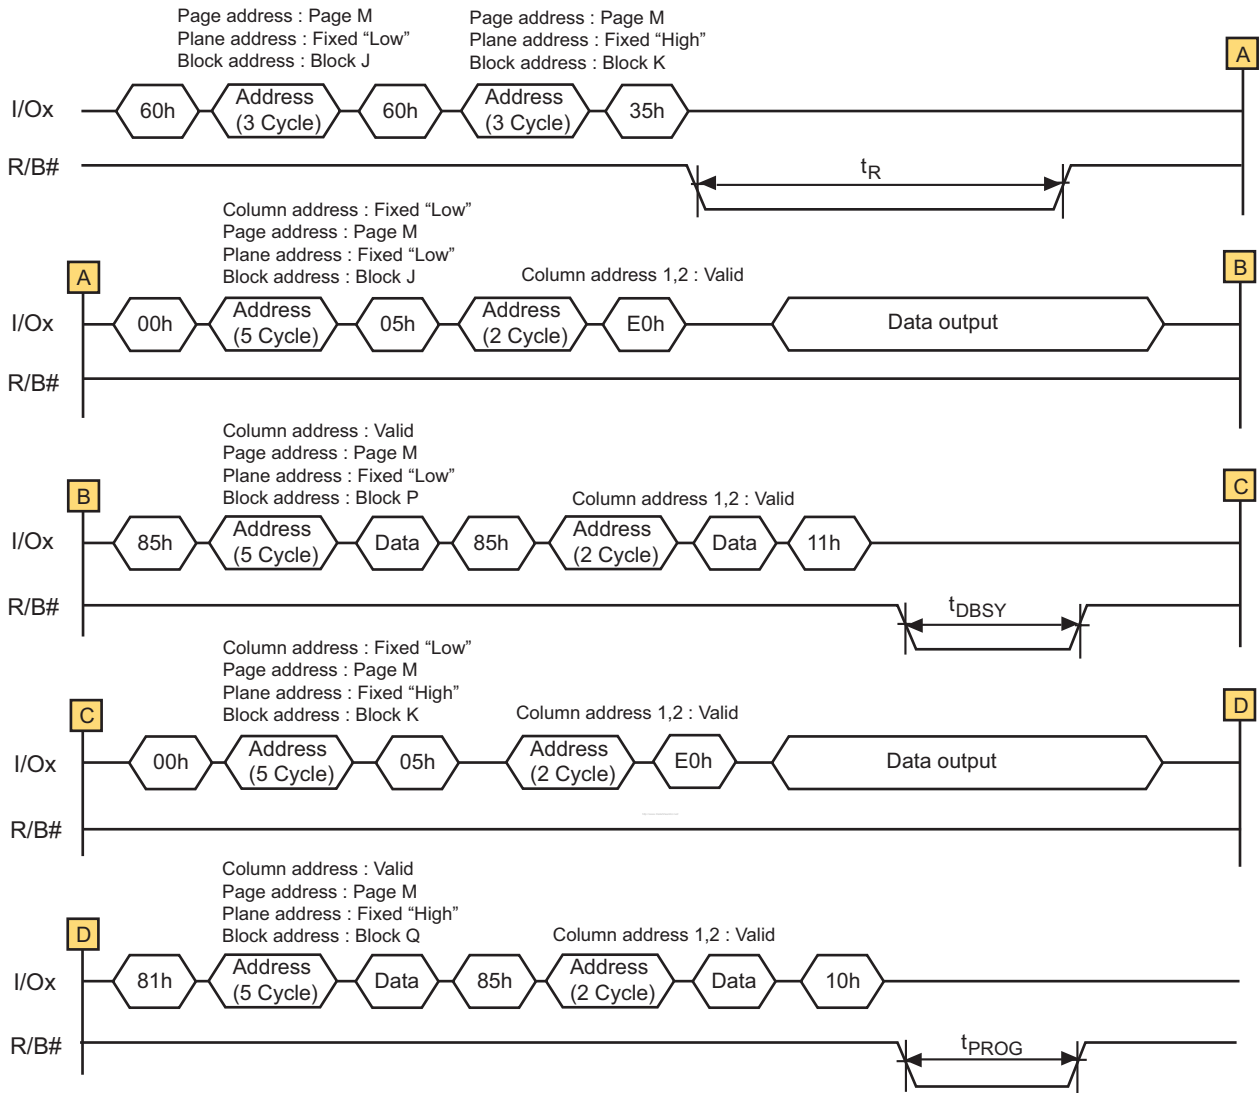 Page address : Page M
Plane address : Fixed “Low”
Block address : Block J
Page address : Page M
Plane address : Fixed “High”
Block address : Block K
A
I/Ox
60h
Address
(3 Cycle)
60h
Address
(3 Cycle)
35h
R/B#
tR
Column address : Fixed “Low”
Page address : Page M
Plane address : Fixed “Low”
Block address : Block J
Column address 1,2 : Valid
A
B
I/Ox
00h
Address
(5 Cycle)
05h
Address
(2 Cycle)
E0h
Data output
R/B#
Column address : Valid
Page address : Page M
Plane address : Fixed “Low”
Block address : Block P
Column address 1,2 : Valid
B
C
I/Ox
85h
Address
(5 Cycle)
Data
85h
Address
(2 Cycle)
Data
11h
R/B#
tDBSY
Column address : Fixed “Low”
Page address : Page M
Plane address : Fixed “High”
Block address : Block K
Column address 1,2 : Valid
C
D
I/Ox
00h
Address
(5 Cycle)
05h
Address
(2 Cycle)
E0h
Data output
R/B#
Column address : Valid
Page address : Page M
Plane address : Fixed “High”
Block address : Block Q
Column address 1,2 : Valid
D
I/Ox
81h
Address
(5 Cycle)
Data
85h
Address
(2 Cycle)
Data
10h
R/B#
tPROG